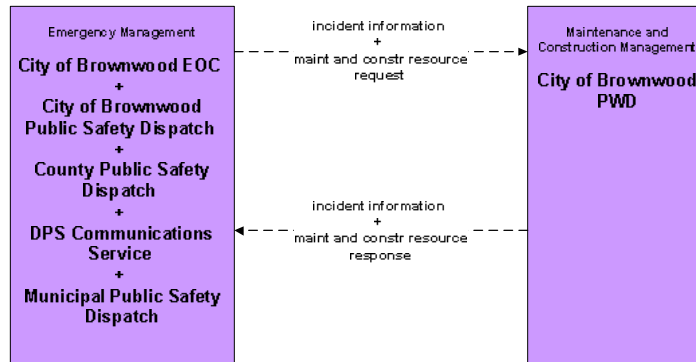 Emergency Management
City of Brownwood EOC
+
City of Brownwood
Public Safety Dispatch
+
County Public Safety
Dispatch
+
DPS Communications
Service
+
Municipal Public Safety
Dispatch
incident information
+
maint and constr resource
request
incident information
+
maint and constr resource
response
Maintenance and
Construction Management
City of Brownwood
PWD